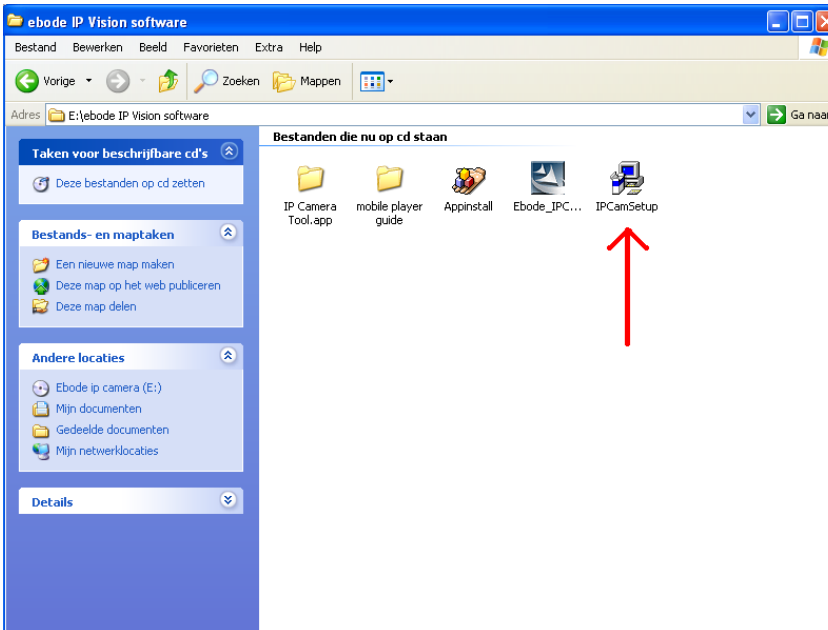 ebode IP Vision software
Bestand Bewerken Beeld Favorieten Extra Help
Vorige Zoeken Mappen
Adres E:\ebode IP Vision software Ga naar
Taken voor beschrijfbare cd's
Deze bestanden op cd zetten
Bestands- en maptaken
Een nieuwe map maken
Deze map op het web publiceren
Deze map delen
Andere locaties
Ebode ip camera (E:)
Mijn documenten
Gedeelde documenten
Mijn netwerklocaties
Details
Bestanden die nu op cd staan
IP Camera
Tool.app
mobile player
guide
Appinstall
Ebode_IPC...
IPCamSetup